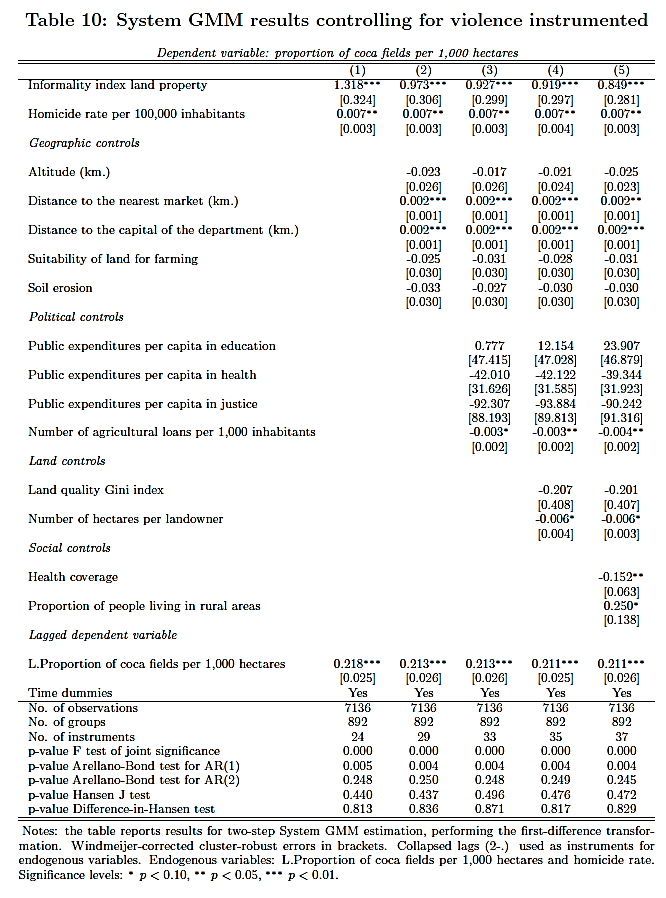 Table 10: System GMM results controlling for violence instrumented
Dependent variable: proportion of coca fields per 1,000 hectares
(1) (2) (3) (4) (5)
Informality index land property 1.318*** 0.973*** 0.927*** 0.919*** 0.849***
[0.324] [0.306] [0.299] [0.297] [0.281]
Homicide rate per 100,000 inhabitants 0.007** 0.007** 0.007** 0.007** 0.007**
[0.003] [0.003] [0.003] [0.004] [0.003]
Geographic controls
Altitude (km.) -0.023 -0.017 -0.021 -0.025
[0.026] [0.026] [0.024] [0.023]
Distance to the nearest market (km.) 0.002*** 0.002*** 0.002*** 0.002**
[0.001] [0.001] [0.001] [0.001]
Distance to the capital of the department (km.) 0.002*** 0.002*** 0.002*** 0.002***
[0.001] [0.001] [0.001] [0.001]
Suitability of land for farming -0.025 -0.031 -0.028 -0.031
[0.030] [0.030] [0.030] [0.030]
Soil erosion -0.033 -0.027 -0.030 -0.030
[0.030] [0.030] [0.030] [0.030]
Political controls
Public expenditures per capita in education 0.777 12.154 23.907
[47.415] [47.028] [46.879]
Public expenditures per capita in health -42.010 -42.122 -39.344
[31.626] [31.585] [31.923]
Public expenditures per capita in justice -92.307 -93.884 -90.242
[88.193] [89.813] [91.316]
Number of agricultural loans per 1,000 inhabitants -0.003* -0.003** -0.004**
[0.002] [0.002] [0.002]
Land controls
Land quality Gini index -0.207 -0.201
[0.408] [0.407]
Number of hectares per landowner -0.006* -0.006*
[0.004] [0.003]
Social controls
Health coverage -0.152**
[0.063]
Proportion of people living in rural areas 0.250*
[0.138]
Lagged dependent variable
L.Proportion of coca fields per 1,000 hectares 0.218*** 0.213*** 0.213*** 0.211*** 0.211***
[0.025] [0.026] [0.026] [0.025] [0.026]
Time dummies Yes Yes Yes Yes Yes
No. of observations 7136 7136 7136 7136 7136
No. of groups 892 892 892 892 892
No. of instruments 24 29 33 35 37
p-value F test of joint significance 0.000 0.000 0.000 0.000 0.000
p-value Arellano-Bond test for AR(1) 0.005 0.004 0.004 0.004 0.004
p-value Arellano-Bond test for AR(2) 0.248 0.250 0.248 0.249 0.245
p-value Hansen J test 0.440 0.437 0.496 0.476 0.472
p-value Difference-in-Hansen test 0.813 0.836 0.871 0.817 0.829
Notes: the table reports results for two-step System GMM estimation, performing the first-difference transfor-
mation. Windmeijer-corrected cluster-robust errors in brackets. Collapsed lags (2-.) used as instruments for
endogenous variables. Endogenous variables: L.Proportion of coca fields per 1,000 hectares and homicide rate.
Significance levels: * p < 0.10, ** p < 0.05, *** p < 0.01.